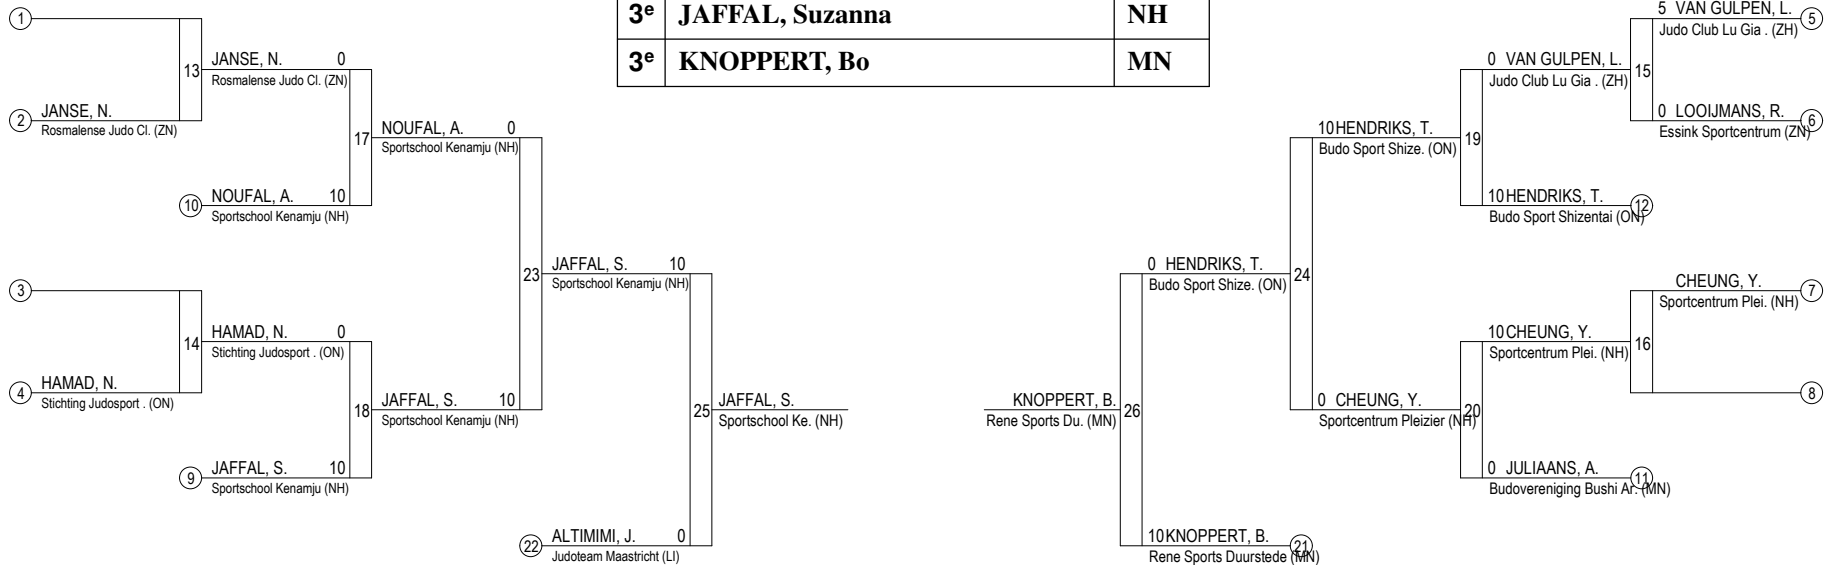 3e JAFFAL, Suzanna NH
3e KNOPPERT, Bo MN
1
13
JANSE, N. 0
Rosmalense Judo Cl. (ZN)
2
JANSE, N.
Rosmalense Judo Cl. (ZN)
17
NOUFAL, A. 0
Sportschool Kenamju (NH)
10
NOUFAL, A. 10
Sportschool Kenamju (NH)
23
JAFFAL, S. 10
Sportschool Kenamju (NH)
3
14
HAMAD, N. 0
Stichting Judosport . (ON)
4
HAMAD, N.
Stichting Judosport . (ON)
18
JAFFAL, S. 10
Sportschool Kenamju (NH)
9
JAFFAL, S. 10
Sportschool Kenamju (NH)
25
JAFFAL, S.
Sportschool Ke. (NH)
22
ALTIMIMI, J. 0
Judoteam Maastricht (LI)
5 VAN GULPEN, L.
Judo Club Lu Gia . (ZH)
5
0 VAN GULPEN, L.
Judo Club Lu Gia . (ZH)
15
0 LOOIJMANS, R.
Essink Sportcentrum (ZN)
6
10 HENDRIKS, T.
Budo Sport Shize. (ON)
19
10 HENDRIKS, T.
Budo Sport Shizentai (ON)
12
0 HENDRIKS, T.
Budo Sport Shize. (ON)
24
CHEUNG, Y.
Sportcentrum Plei. (NH)
7
10 CHEUNG, Y.
Sportcentrum Plei. (NH)
16
8
0 CHEUNG, Y.
Sportcentrum Pleizier (NH)
20
0 JULIAANS, A.
Budovereniging Bushi Ar. (MN)
11
KNOPPERT, B.
Rene Sports Du. (MN)
26
10 KNOPPERT, B.
Rene Sports Duurstede (MN)
21